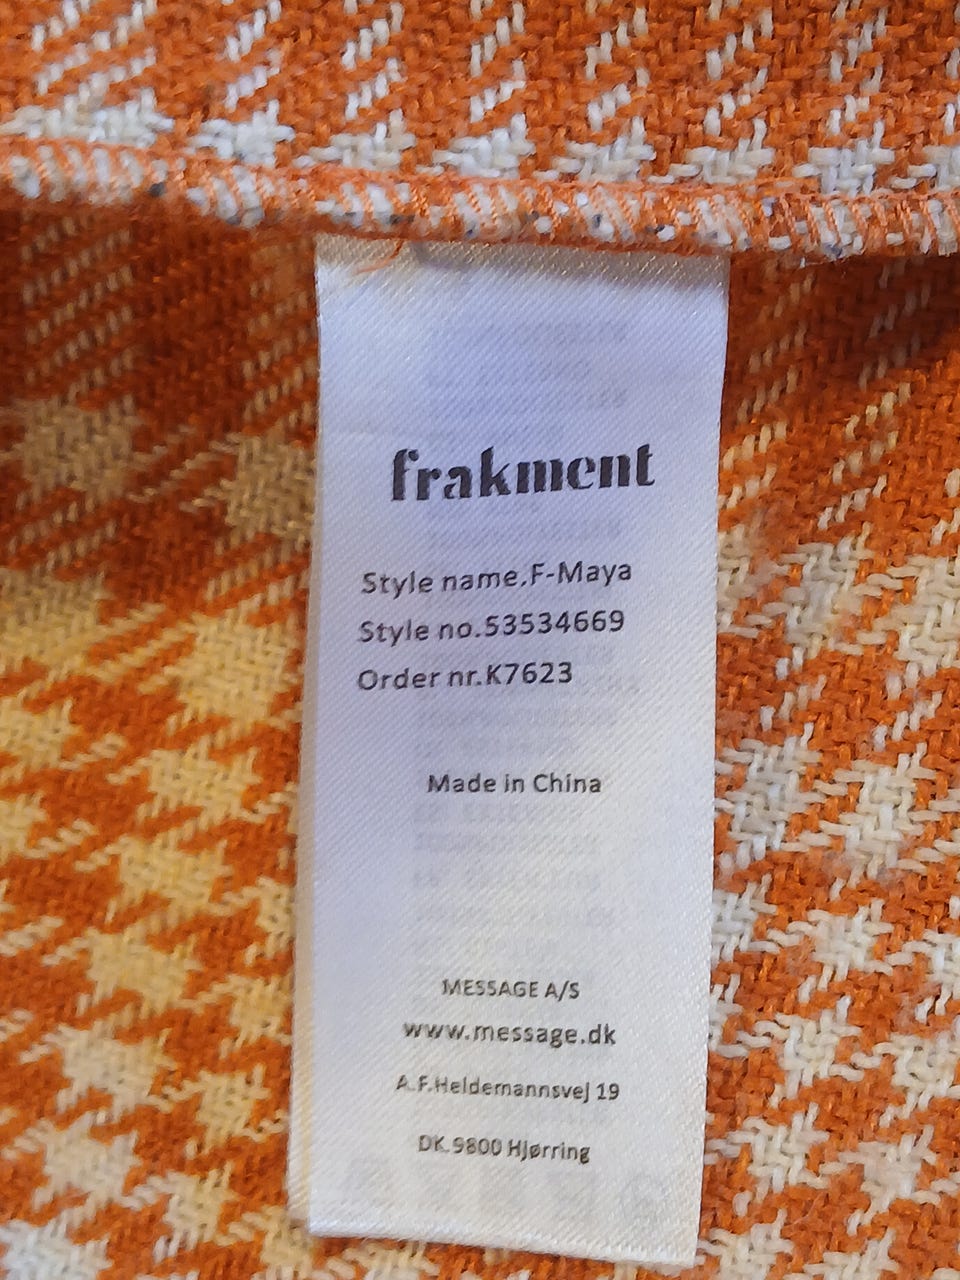 frakment
Style name.F-Maya
Style no.53534669
Order nr.K7623
Made in China
MESSAGE A/S
www.message.dk
A.F.Heldemannsvej 19
DK.9800 Hjørring